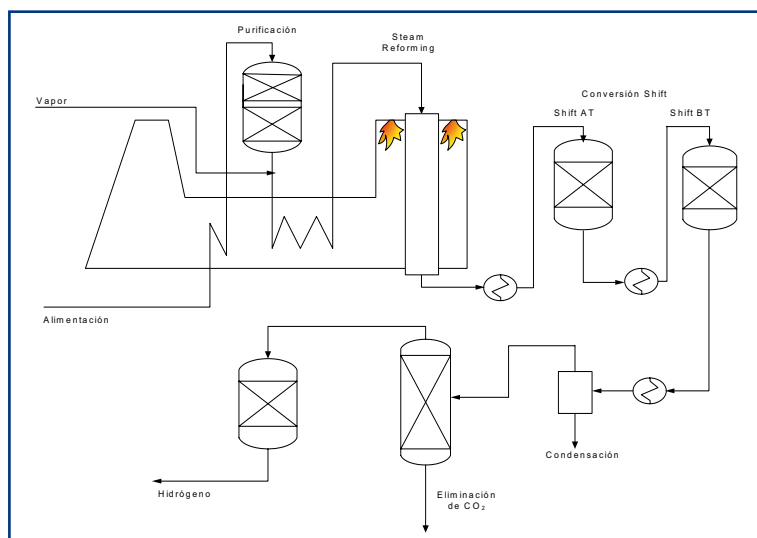 Purificación
Steam
Reforming
Vapor
Conversión Shift
Shift AT
Shift BT
Alimentación
Condensación
Hidrógeno
Eliminación
de CO₂